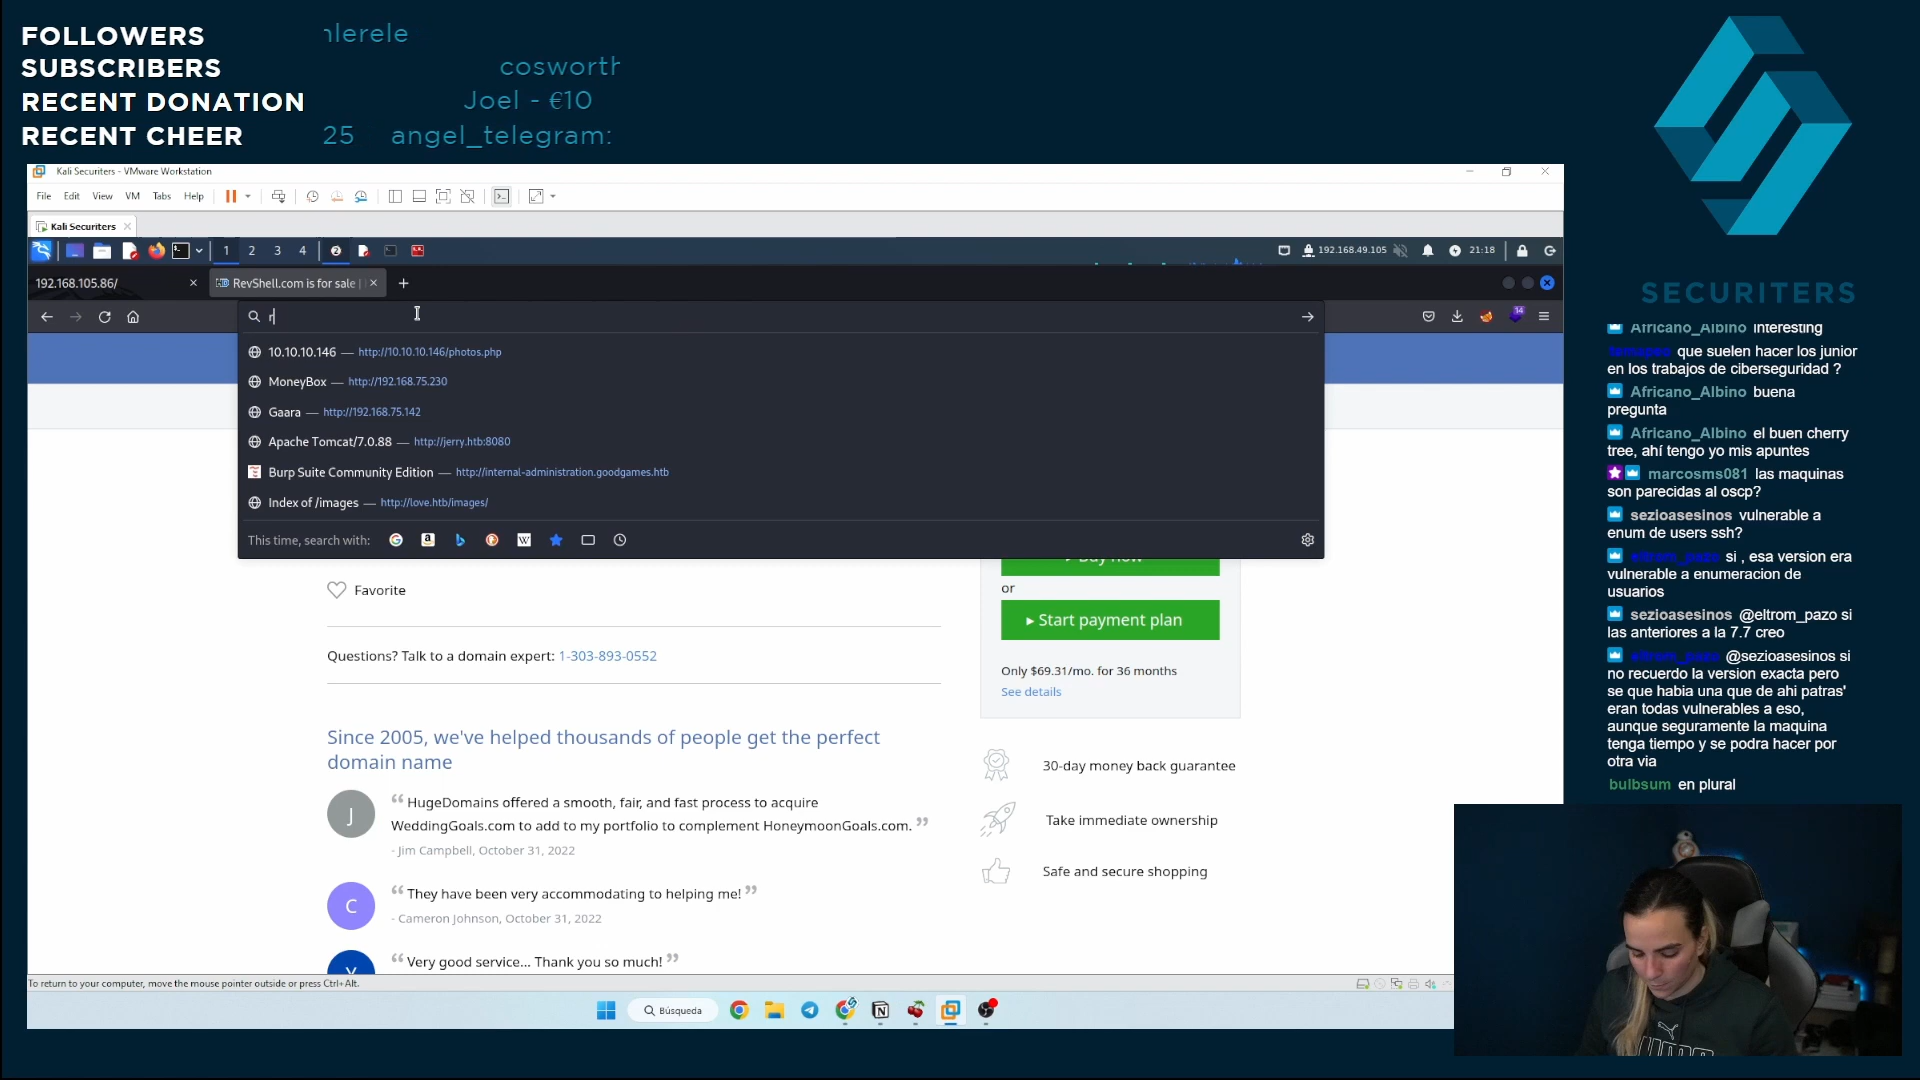 FOLLOWERS
SUBSCRIBERS
RECENT DONATION
RECENT CHEER
hlerele
cosworth
Joel - €10
25 angel_telegram:
Kali Securiters - VMware Workstation
File Edit View VM Tabs Help
Kali Securiters
1 2 3 4
192.168.49.105
21:18
192.168.105.86/
RevShell.com is for sale |
r
14
10.10.10.146 — http://10.10.10.146/photos.php
MoneyBox — http://192.168.75.230
Gaara — http://192.168.75.142
Apache Tomcat/7.0.88 — http://jerry.htb:8080
Burp Suite Community Edition — http://internal-administration.goodgames.htb
Index of /images — http://love.htb/images/
This time, search with:
Buy now
or
Favorite
▸ Start payment plan
Questions? Talk to a domain expert: 1-303-893-0552
Only $69.31/mo. for 36 months
See details
Since 2005, we've helped thousands of people get the perfect
domain name
J
“ HugeDomains offered a smooth, fair, and fast process to acquire
WeddingGoals.com to add to my portfolio to complement HoneymoonGoals.com. ”
- Jim Campbell, October 31, 2022
C
“ They have been very accommodating to helping me! ”
- Cameron Johnson, October 31, 2022
“ Very good service... Thank you so much! ”
30-day money back guarantee
Take immediate ownership
Safe and secure shopping
To return to your computer, move the mouse pointer outside or press Ctrl+Alt.
Búsqueda
SECURITERS
Africano_Albino interesting
que suelen hacer los junior
en los trabajos de ciberseguridad ?
Africano_Albino buena
pregunta
Africano_Albino el buen cherry
tree, ahí tengo yo mis apuntes
marcosms081 las maquinas
son parecidas al oscp?
sezioasesinos vulnerable a
enum de users ssh?
eltrom_pazo si , esa version era
vulnerable a enumeracion de
usuarios
sezioasesinos @eltrom_pazo si
las anteriores a la 7.7 creo
eltrom_pazo @sezioasesinos si
no recuerdo la version exacta pero
se que habia una que de ahi patras'
eran todas vulnerables a eso,
aunque seguramente la maquina
tenga tiempo y se podra hacer por
otra via
bulbsum en plural